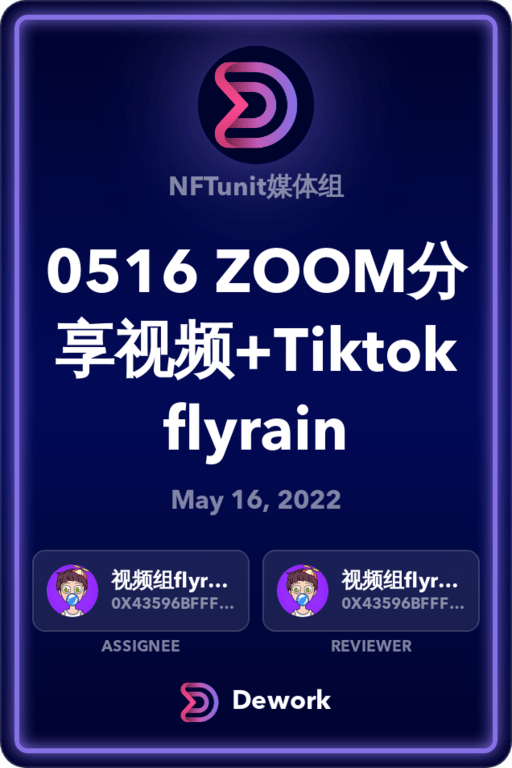 NFTunit媒体组
0516 ZOOM分
享视频+Tiktok
flyrain
May 16, 2022
视频组flyr...
0X43596BFFF...
ASSIGNEE
视频组flyr...
0X43596BFFF...
REVIEWER
Dework